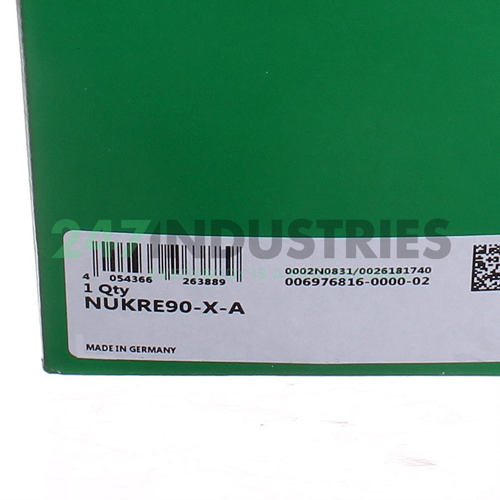 247INDUSTRIES
4 054366 263889
0002N0831/0026181740
006976816-0000-02
1 Qty
NUKRE90-X-A
MADE IN GERMANY